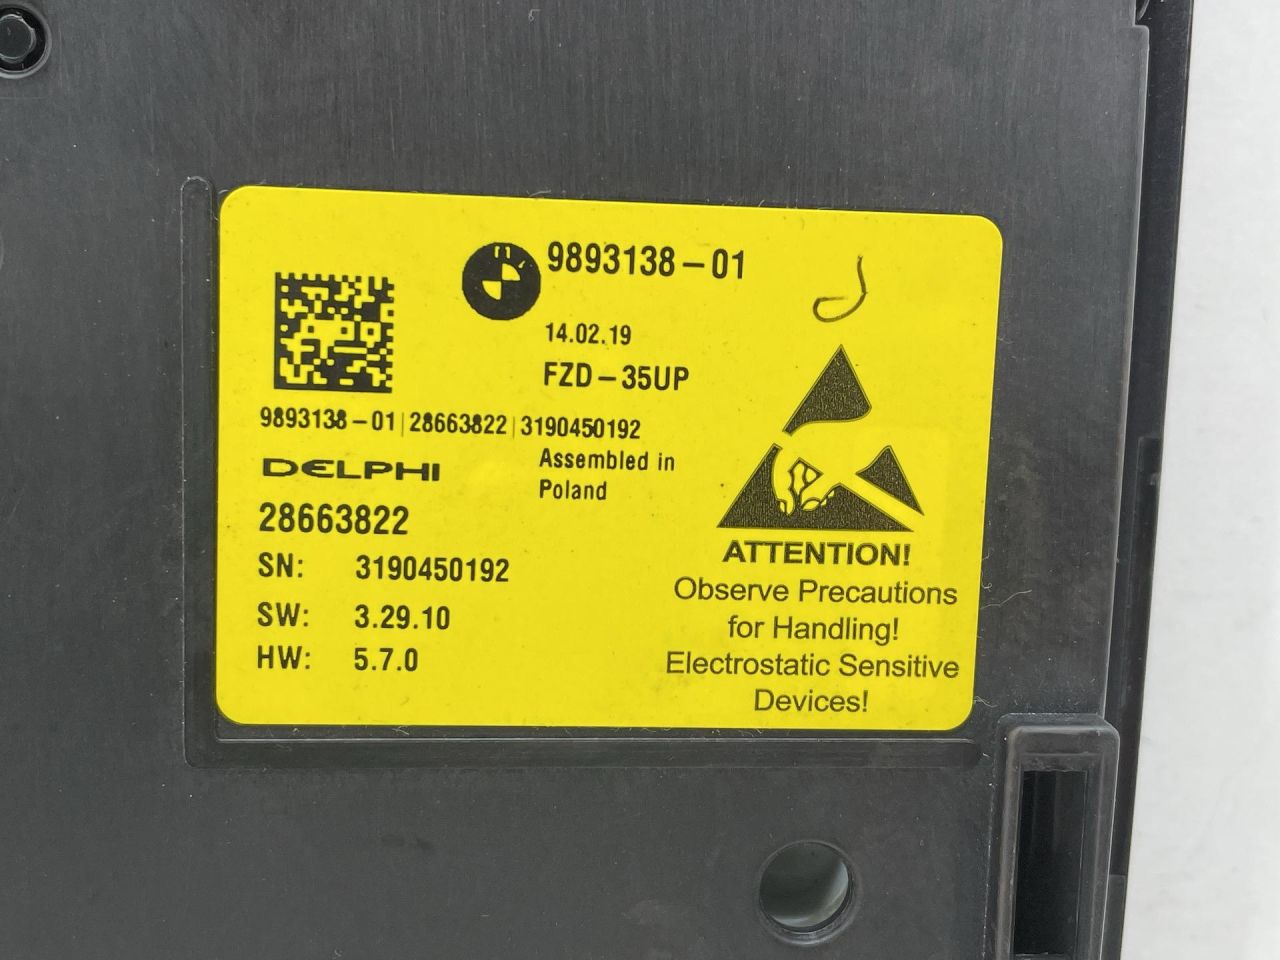 9893138-01
14.02.19
FZD-35UP
9893138-01|28663822|3190450192
DELPHI
Assembled in
Poland
28663822
SN: 3190450192
SW: 3.29.10
HW: 5.7.0
ATTENTION!
Observe Precautions
for Handling!
Electrostatic Sensitive
Devices!